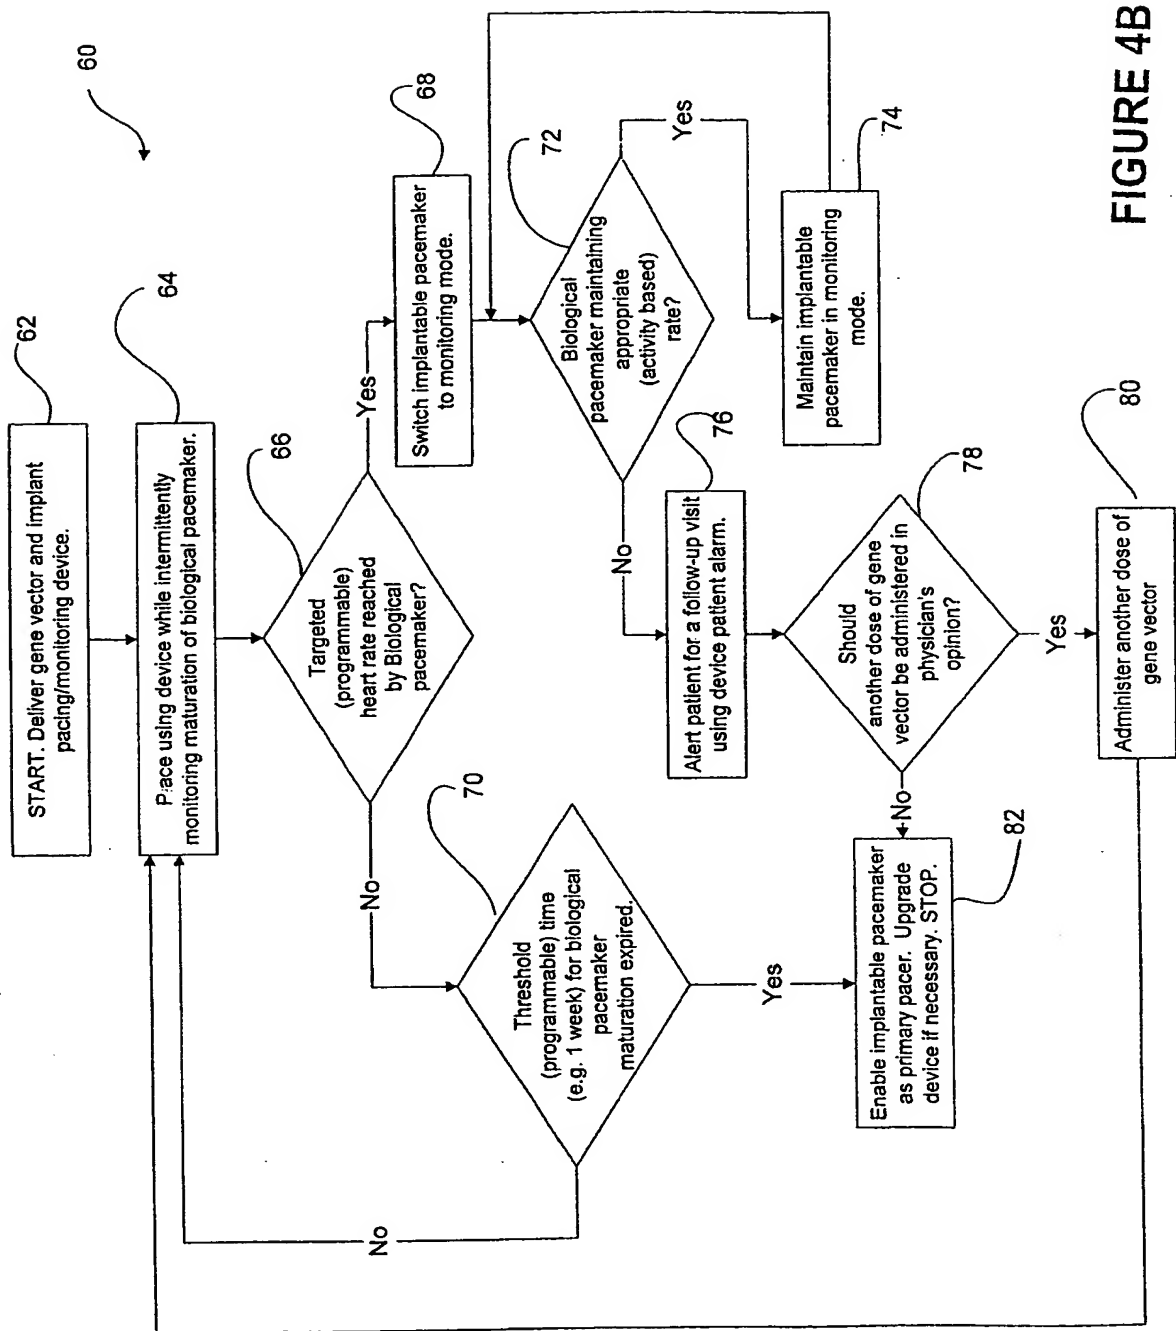 60
START. Deliver gene vector and implant
pacing/monitoring device.
62
Place using device while intermittently
monitoring maturation of biological pacemaker.
64
Targeted
(programmable)
heart rate reached
by Biological
pacemaker?
66
Yes
No
Switch implantable pacemaker
to monitoring mode.
68
Threshold
(programmable) time
(e.g. 1 week) for biological
pacemaker
maturation expired.
70
No
Yes
Biological
pacemaker maintaining
appropriate
(activity based)
rate?
72
Yes
No
Maintain implantable
pacemaker in monitoring
mode.
74
Alert patient for a follow-up visit
using device patient alarm.
76
Should
another dose of gene
vector be administered in
physician's
opinion?
78
No
Yes
Enable implantable pacemaker
as primary pacer. Upgrade
device if necessary. STOP.
82
Administer another dose of
gene vector
80
FIGURE 4B